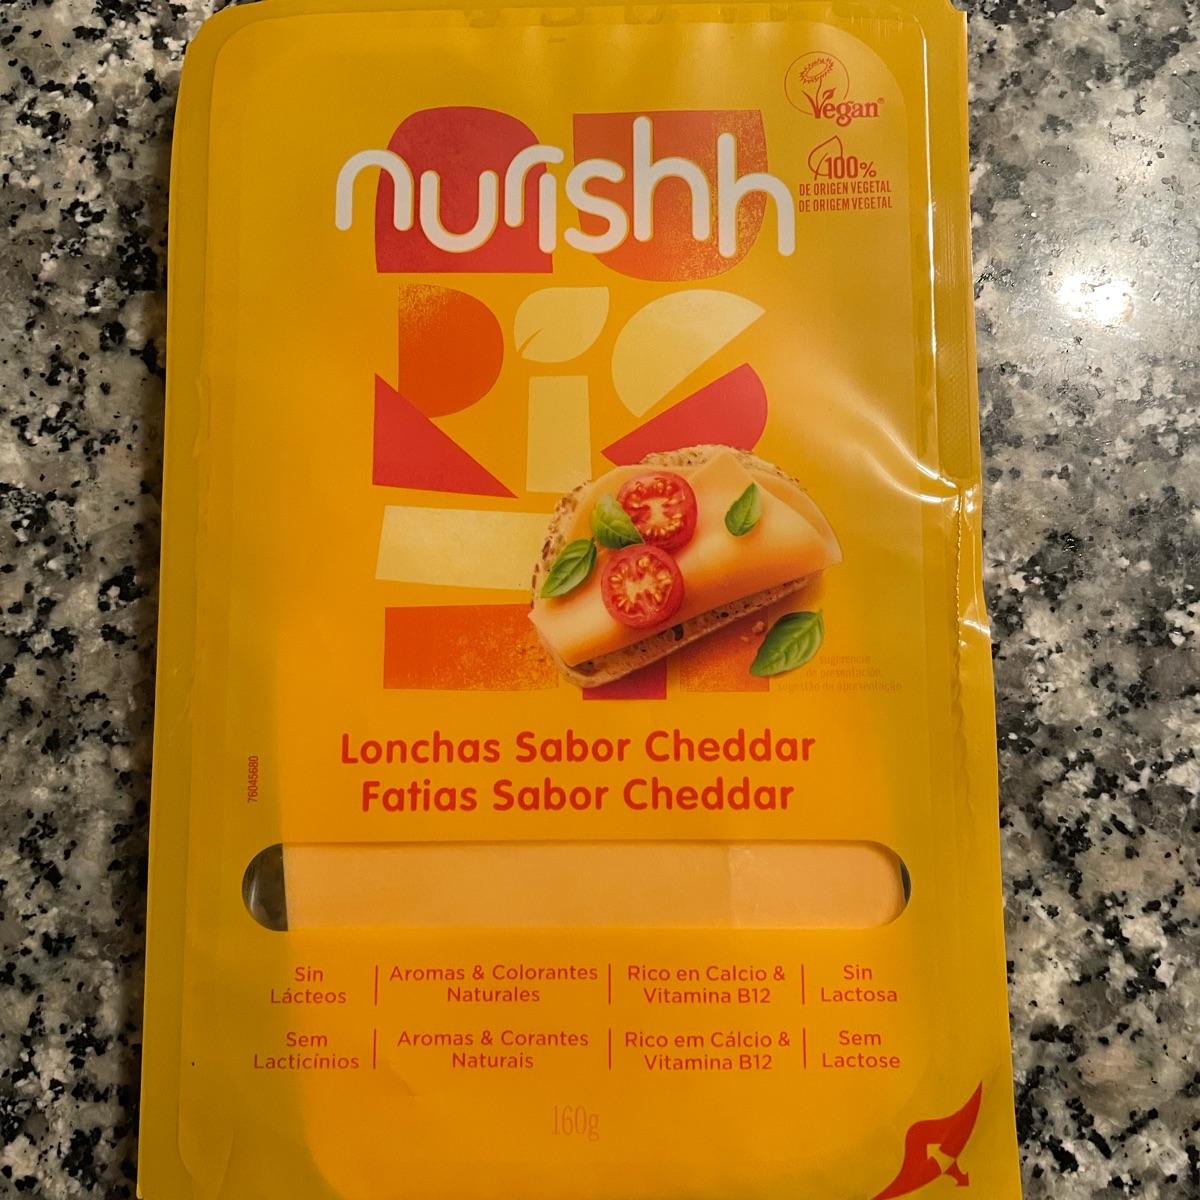 Vegan®
nurishh
100%
DE ORIGEN VEGETAL
DE ORIGEM VEGETAL
sugerencia
de presentación.
sugestão de apresentação
Lonchas Sabor Cheddar
Fatias Sabor Cheddar
76045680
Sin Lácteos
Aromas & Colorantes Naturales
Rico en Calcio & Vitamina B12
Sin Lactosa
Sem Lacticínios
Aromas & Corantes Naturais
Rico em Cálcio & Vitamina B12
Sem Lactose
160g